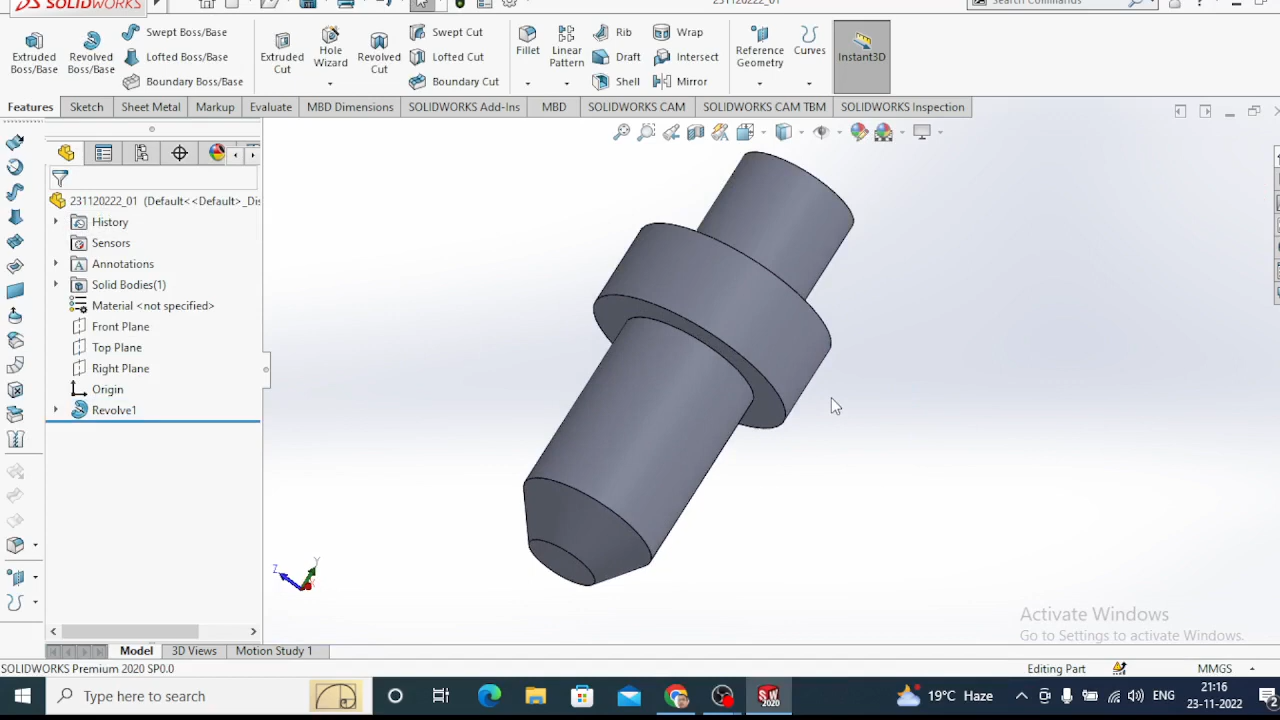 SOLIDWORKS
231120222_01
Search Commands
Extruded Boss/Base
Revolved Boss/Base
Swept Boss/Base
Lofted Boss/Base
Boundary Boss/Base
Extruded Cut
Hole Wizard
Revolved Cut
Swept Cut
Lofted Cut
Boundary Cut
Fillet
Linear Pattern
Rib
Draft
Shell
Wrap
Intersect
Mirror
Reference Geometry
Curves
Instant3D
Features Sketch Sheet Metal Markup Evaluate MBD Dimensions SOLIDWORKS Add-Ins MBD SOLIDWORKS CAM SOLIDWORKS CAM TBM SOLIDWORKS Inspection
231120222_01 (Default<<Default>_Dis
History
Sensors
Annotations
Solid Bodies(1)
Material <not specified>
Front Plane
Top Plane
Right Plane
Origin
Revolve1
Y
Z
Activate Windows
Go to Settings to activate Windows.
Model 3D Views Motion Study 1
SOLIDWORKS Premium 2020 SP0.0
Editing Part
MMGS
Type here to search
SW
2020
19°C Haze
ENG
21:16
23-11-2022
2